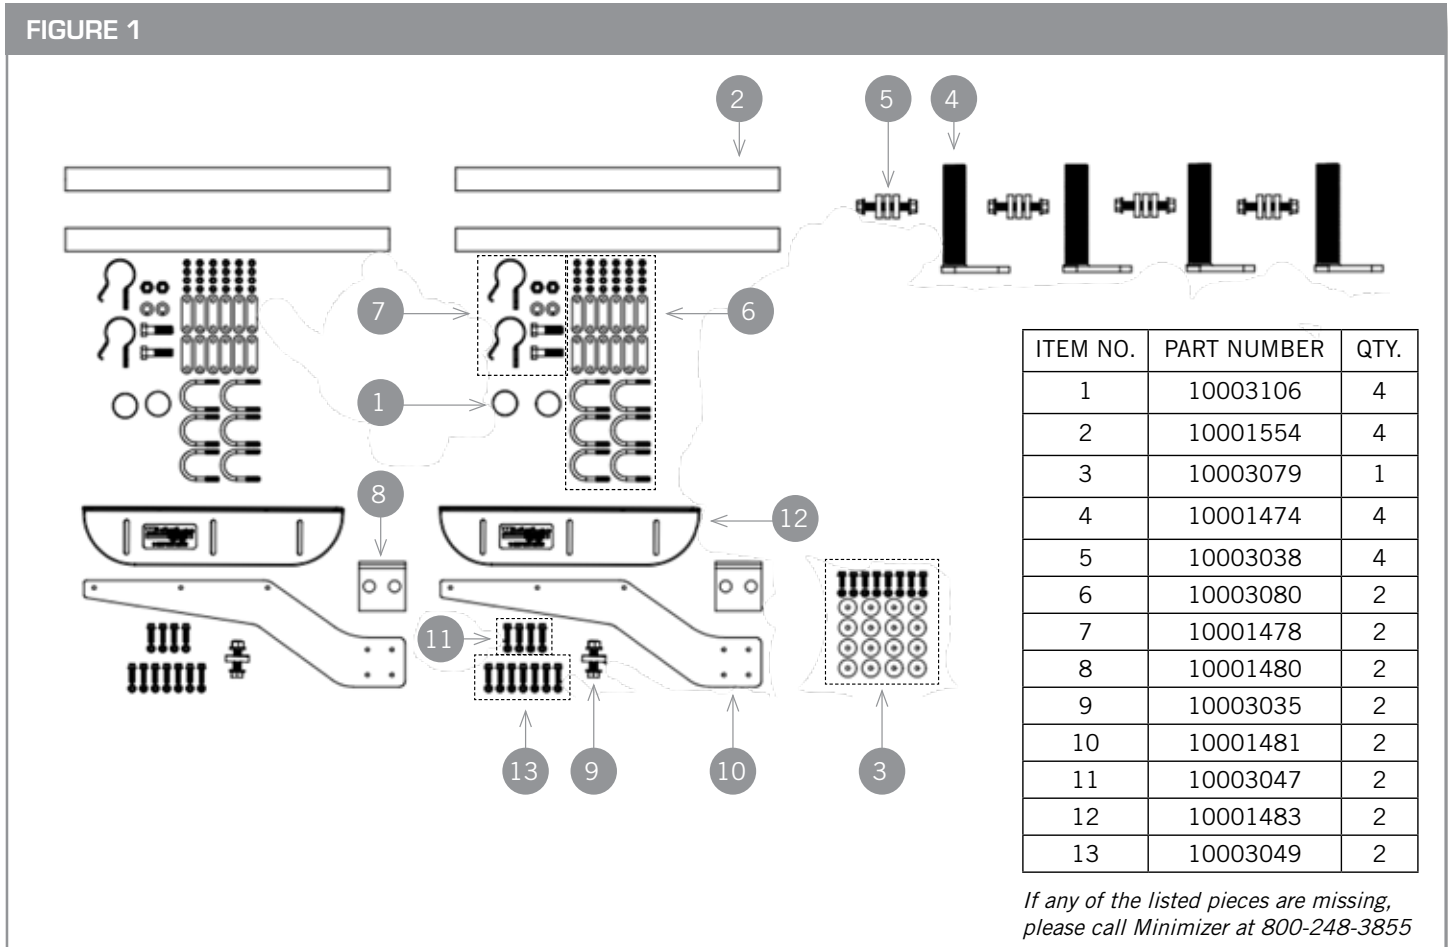 FIGURE 1
2
5
4
7
6
1
8
12
11
13
9
10
3
ITEM NO. PART NUMBER QTY.
1 10003106 4
2 10001554 4
3 10003079 1
4 10001474 4
5 10003038 4
6 10003080 2
7 10001478 2
8 10001480 2
9 10003035 2
10 10001481 2
11 10003047 2
12 10001483 2
13 10003049 2
If any of the listed pieces are missing,
please call Minimizer at 800-248-3855